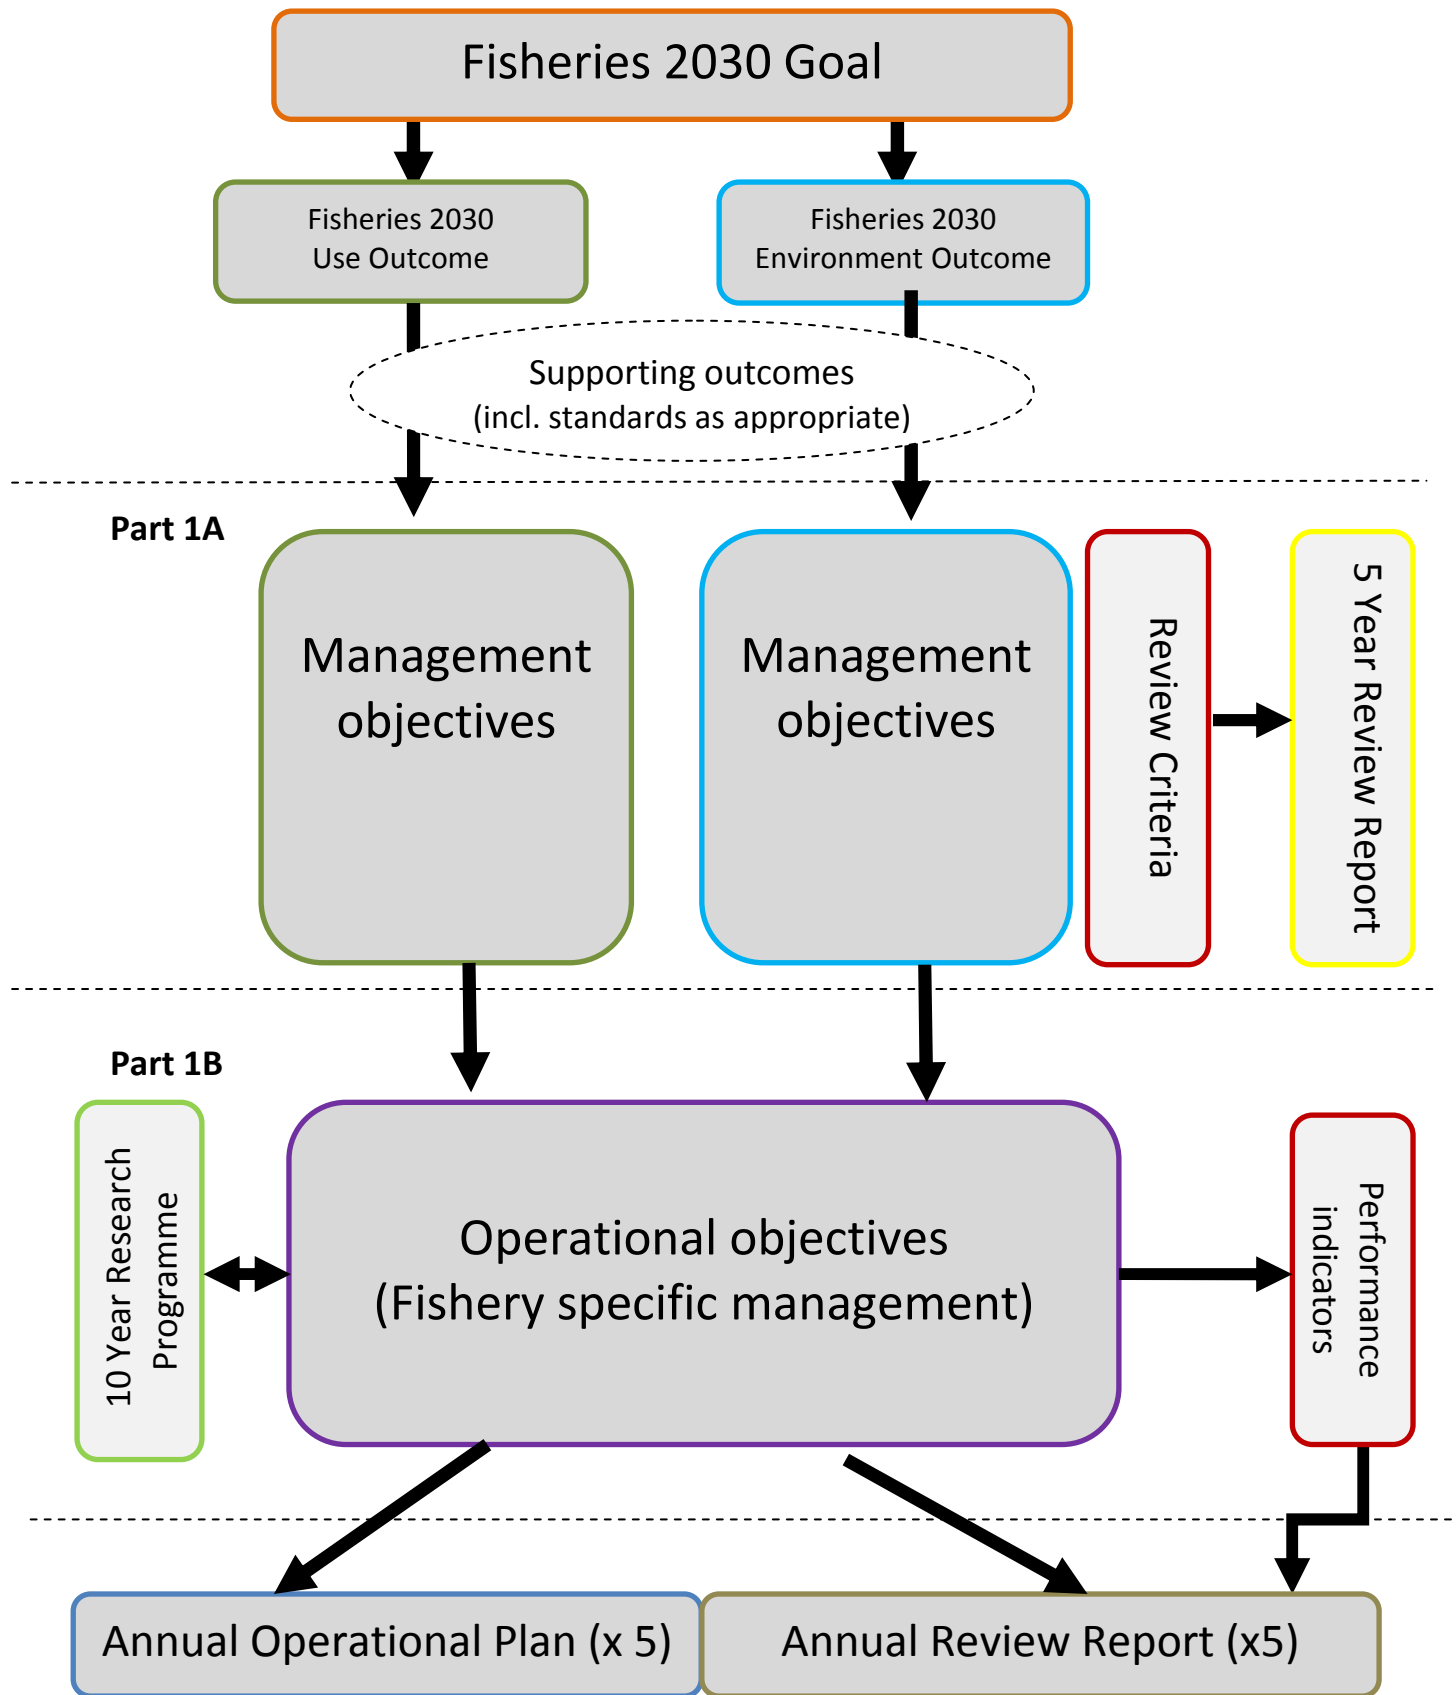 Fisheries 2030 Goal
Fisheries 2030
Use Outcome
Fisheries 2030
Environment Outcome
Supporting outcomes
(incl. standards as appropriate)
Part 1A
Management
objectives
Management
objectives
Review Criteria
5 Year Review Report
Part 1B
10 Year Research
Programme
Operational objectives
(Fishery specific management)
Performance
indicators
Annual Operational Plan (x 5)
Annual Review Report (x5)